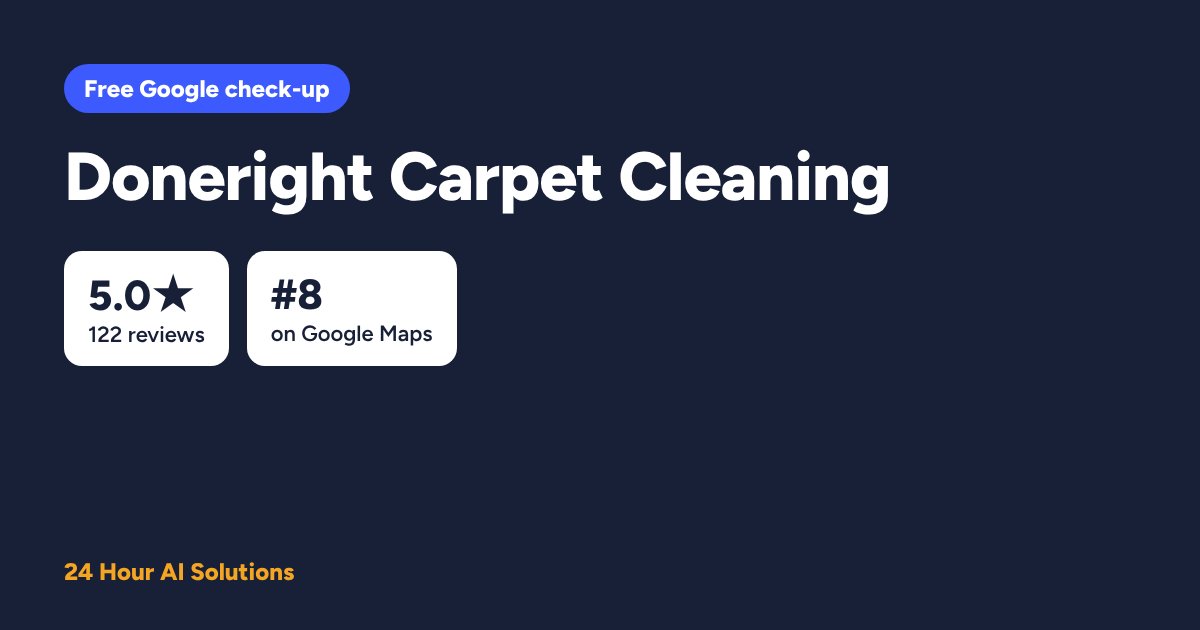 Free Google check-up
Doneright Carpet Cleaning
5.0★
122 reviews
#8
on Google Maps
24 Hour AI Solutions